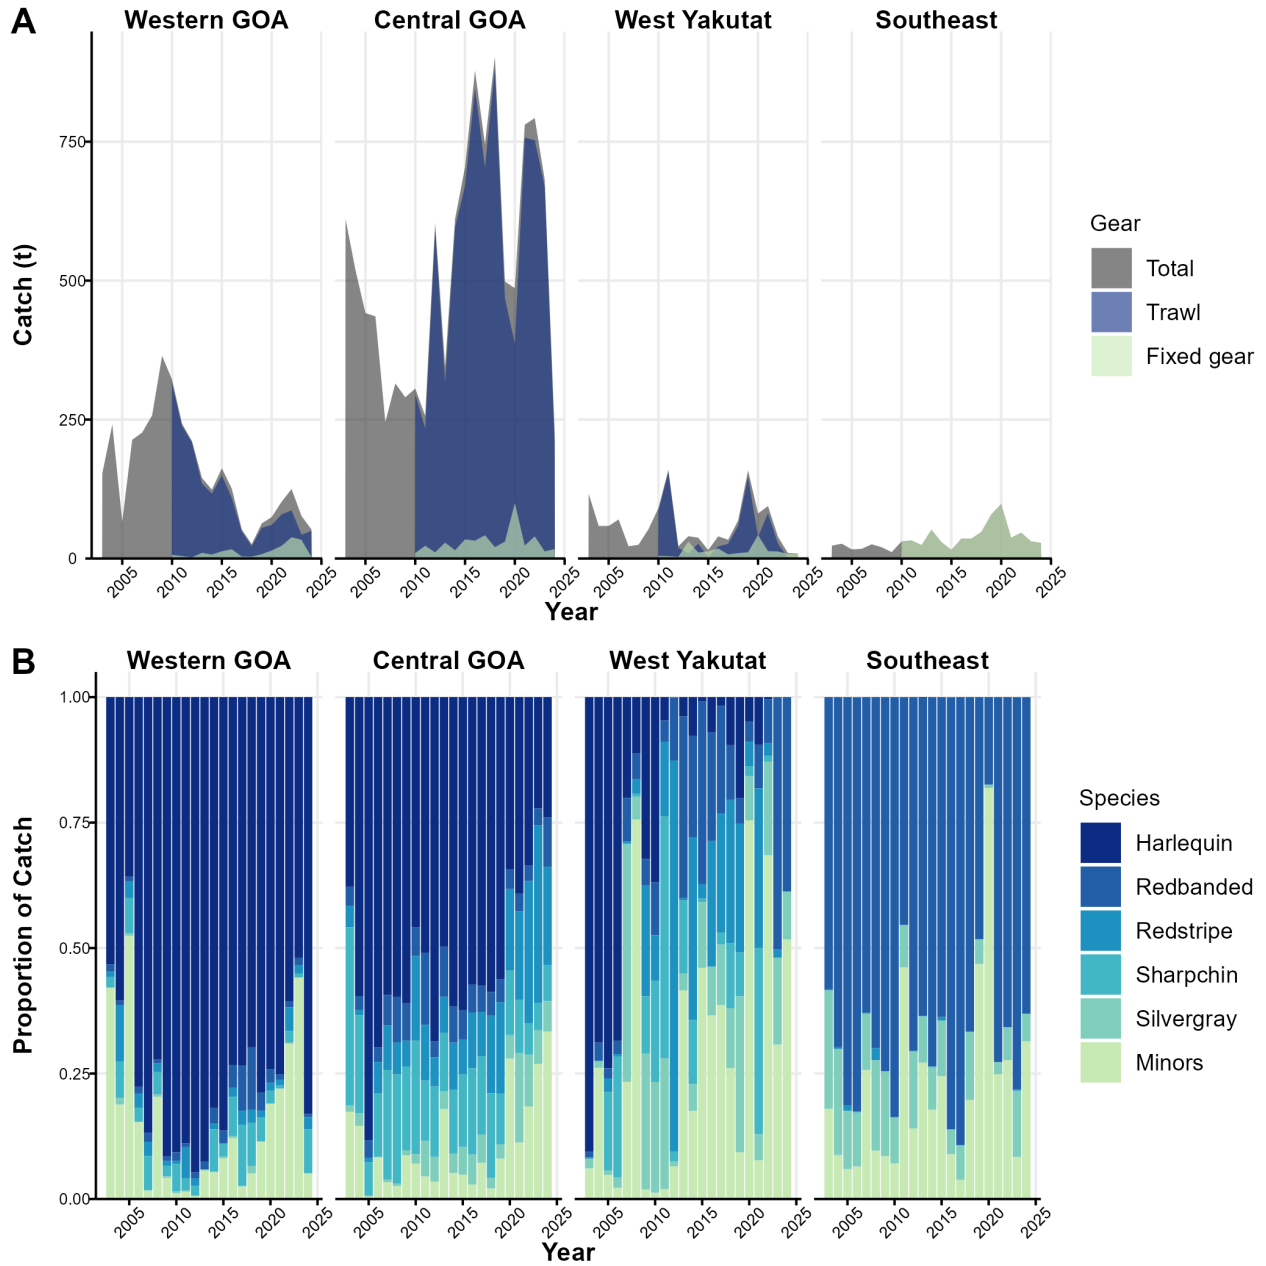 A
Western GOA Central GOA West Yakutat Southeast
Catch (t)
750
500
250
0
2005 2010 2015 2020 2025 2005 2010 2015 2020 2025 2005 2010 2015 2020 2025 2005 2010 2015 2020 2025
Year
Gear
Total
Trawl
Fixed gear
B
Western GOA Central GOA West Yakutat Southeast
Proportion of Catch
1.00
0.75
0.50
0.25
0.00
2005 2010 2015 2020 2025 2005 2010 2015 2020 2025 2005 2010 2015 2020 2025 2005 2010 2015 2020 2025
Year
Species
Harlequin
Redbanded
Redstripe
Sharpchin
Silvergray
Minors